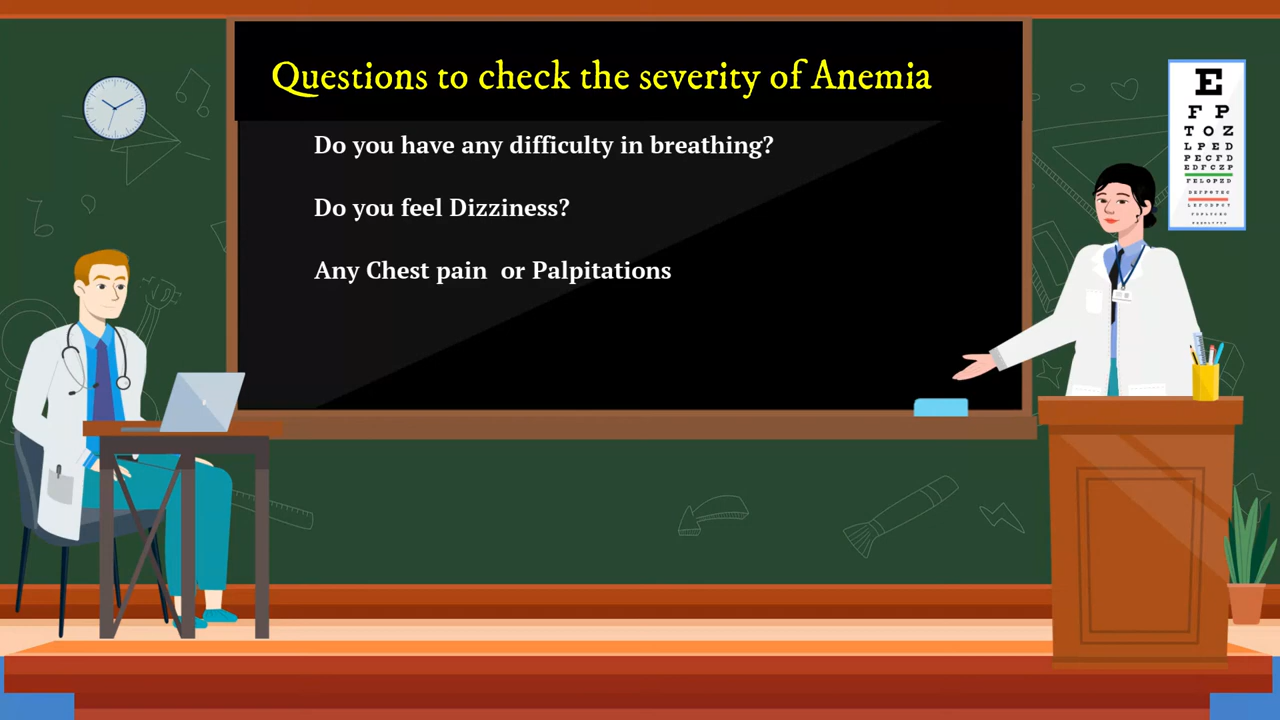 Questions to check the severity of Anemia
Do you have any difficulty in breathing?
Do you feel Dizziness?
Any Chest pain or Palpitations
E
F P
T O Z
L P E D
P E C F D
E D F C Z P
F E L O P Z D
D E F P O T E C